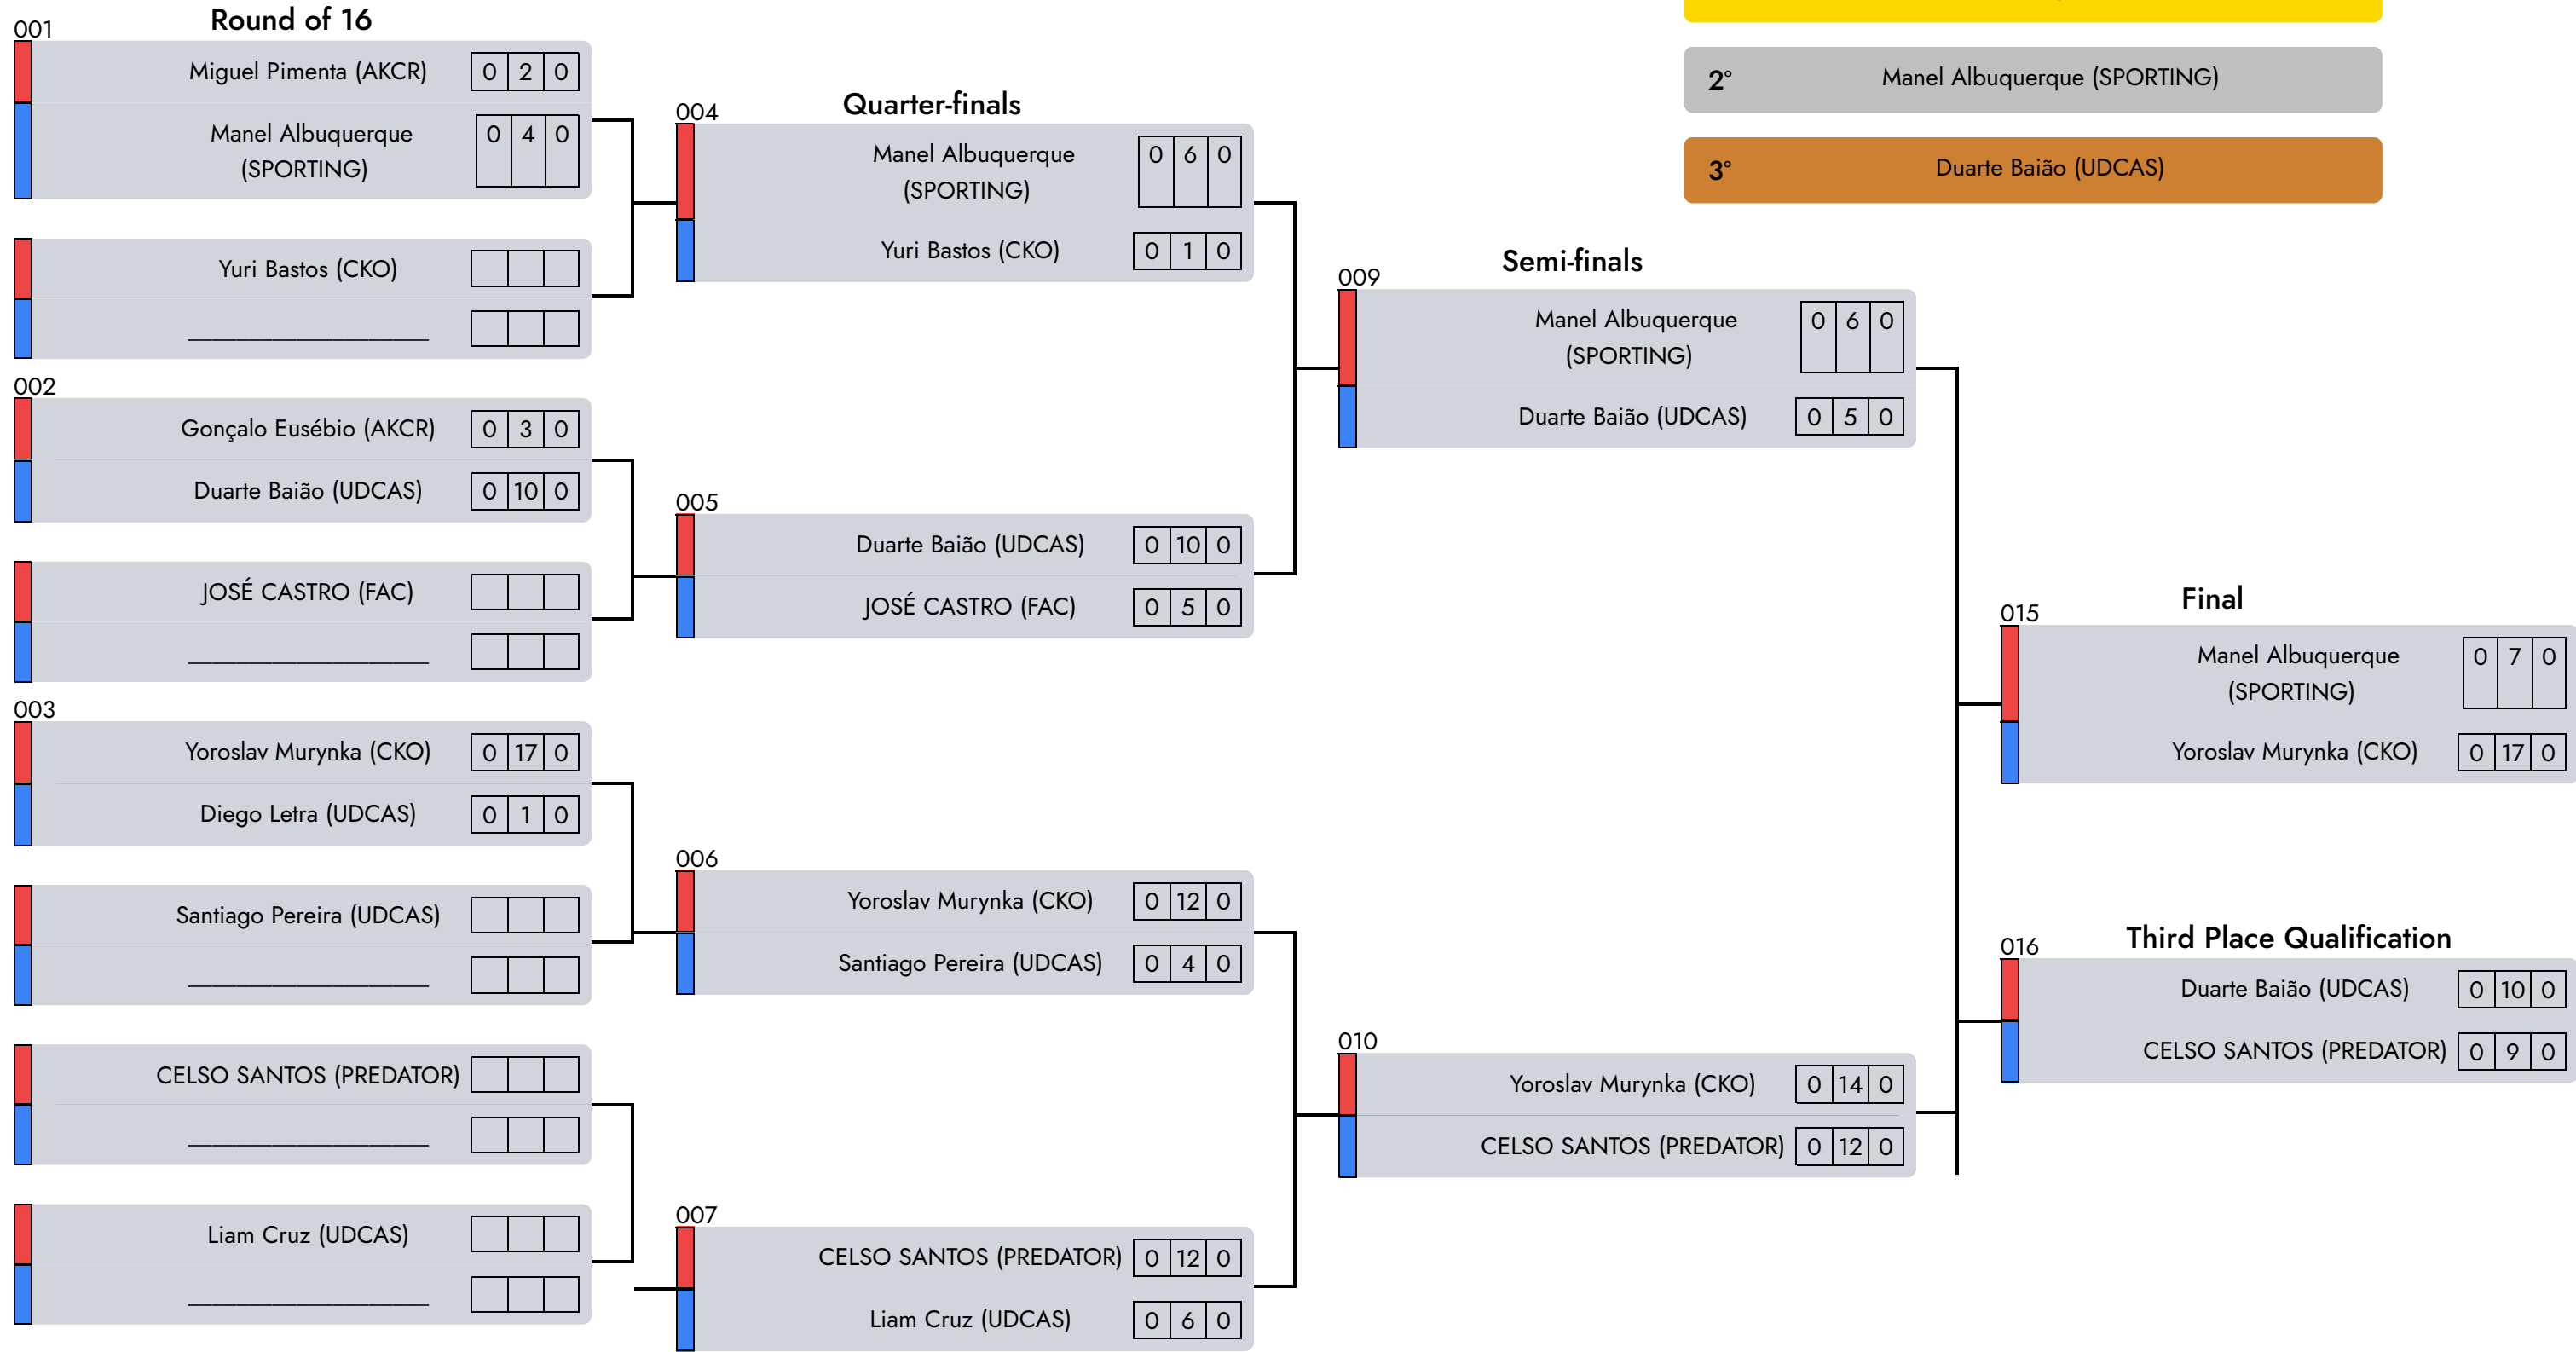 Round of 16
001
Miguel Pimenta (AKCR) 0 2 0
Manel Albuquerque 0 4 0
(SPORTING)
Yuri Bastos (CKO)
____________________
002
Gonçalo Eusébio (AKCR) 0 3 0
Duarte Baião (UDCAS) 0 10 0
JOSÉ CASTRO (FAC)
____________________
003
Yoroslav Murynka (CKO) 0 17 0
Diego Letra (UDCAS) 0 1 0
Santiago Pereira (UDCAS)
____________________
CELSO SANTOS (PREDATOR)
____________________
Liam Cruz (UDCAS)
____________________
Quarter-finals
004
Manel Albuquerque 0 6 0
(SPORTING)
Yuri Bastos (CKO) 0 1 0
005
Duarte Baião (UDCAS) 0 10 0
JOSÉ CASTRO (FAC) 0 5 0
006
Yoroslav Murynka (CKO) 0 12 0
Santiago Pereira (UDCAS) 0 4 0
007
CELSO SANTOS (PREDATOR) 0 12 0
Liam Cruz (UDCAS) 0 6 0
Semi-finals
009
Manel Albuquerque 0 6 0
(SPORTING)
Duarte Baião (UDCAS) 0 5 0
010
Yoroslav Murynka (CKO) 0 14 0
CELSO SANTOS (PREDATOR) 0 12 0
2° Manel Albuquerque (SPORTING)
3° Duarte Baião (UDCAS)
Final
015
Manel Albuquerque 0 7 0
(SPORTING)
Yoroslav Murynka (CKO) 0 17 0
Third Place Qualification
016
Duarte Baião (UDCAS) 0 10 0
CELSO SANTOS (PREDATOR) 0 9 0